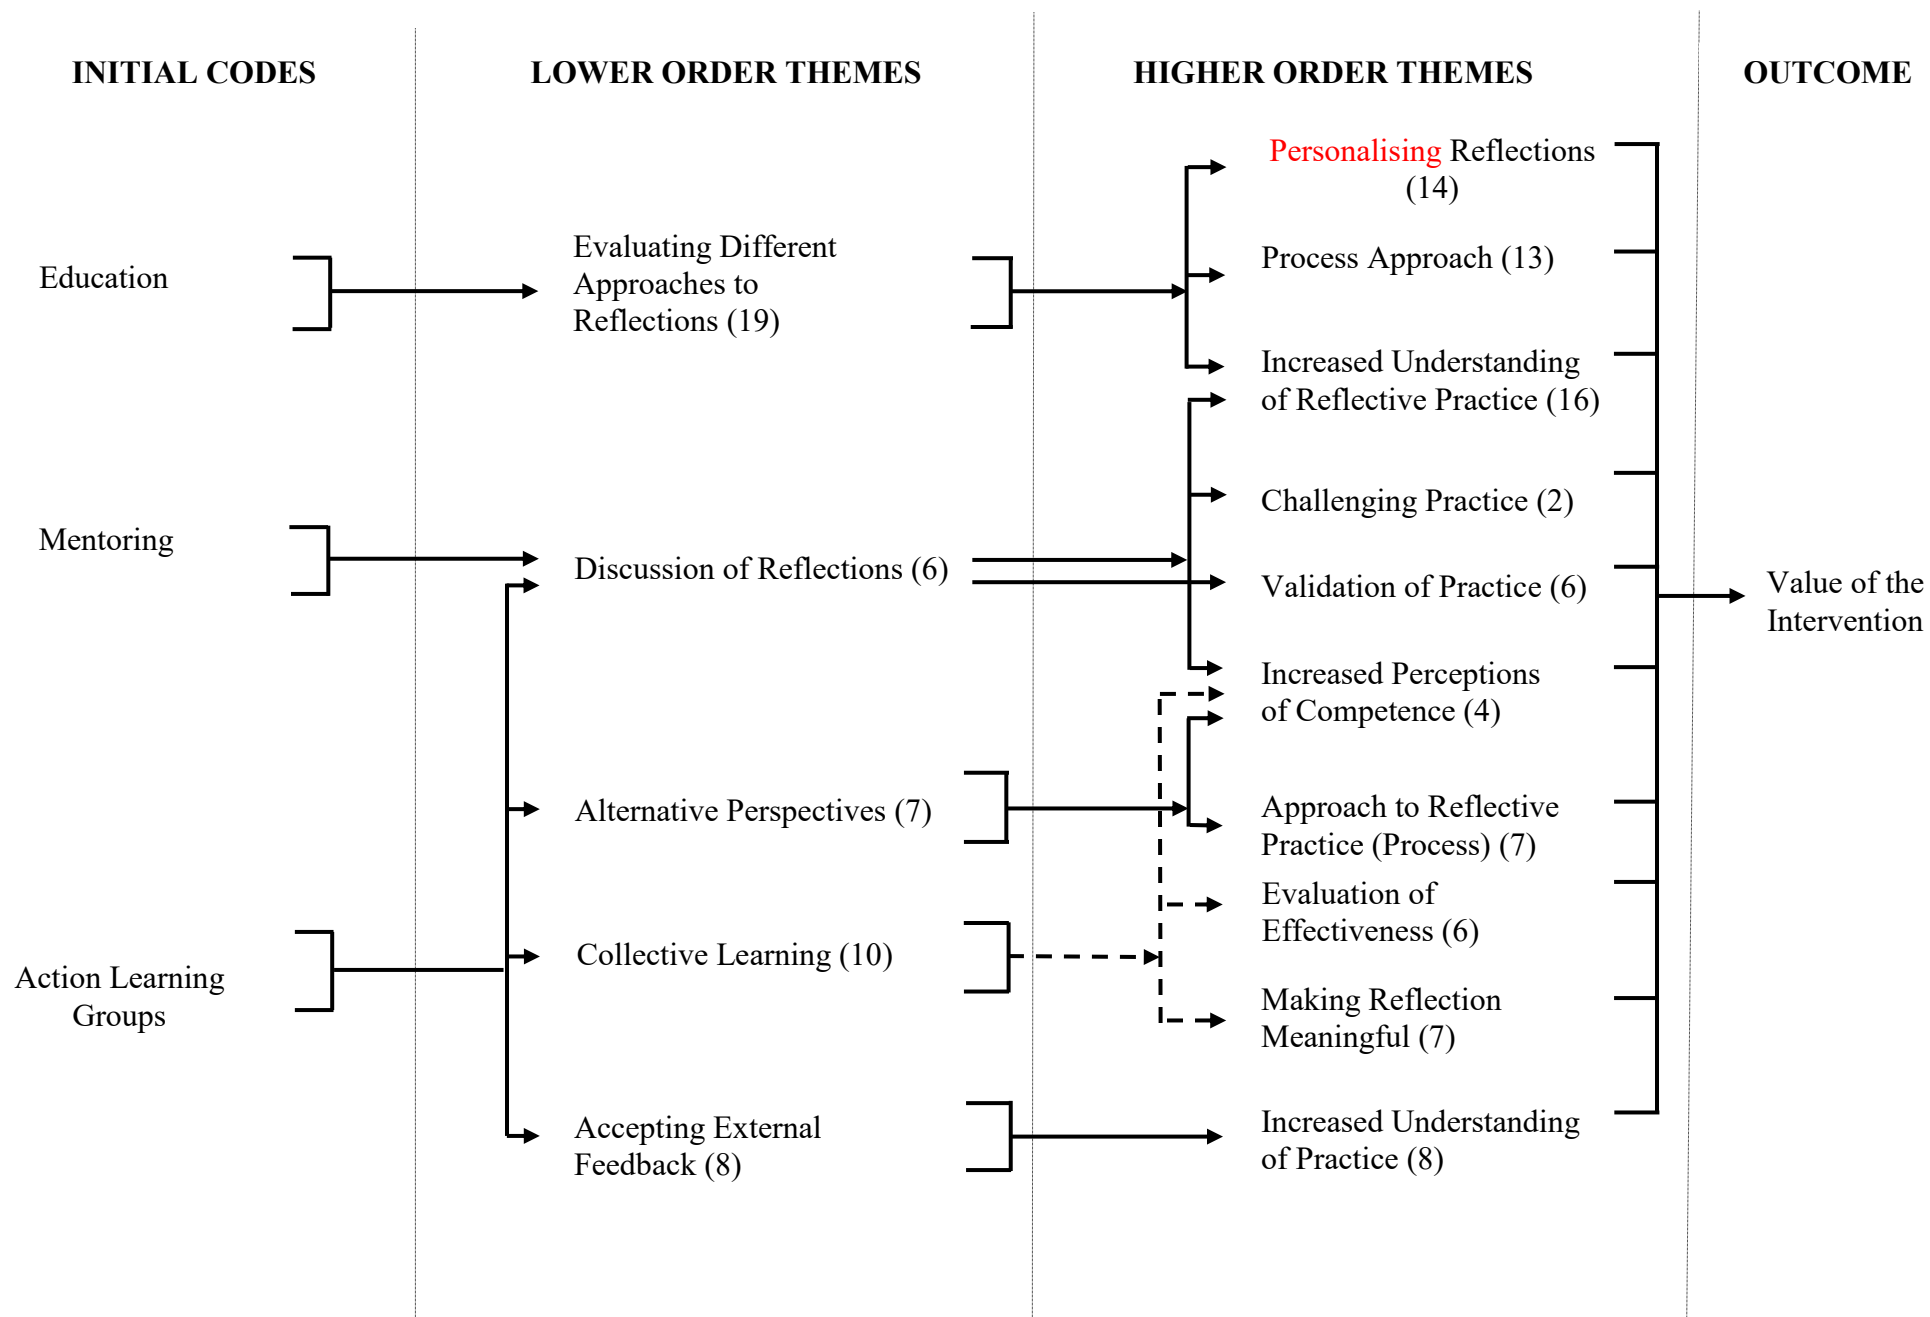 INITIAL CODES
LOWER ORDER THEMES
HIGHER ORDER THEMES
OUTCOME
Education
Mentoring
Action Learning
Groups
Evaluating Different
Approaches to
Reflections (19)
Discussion of Reflections (6)
Alternative Perspectives (7)
Collective Learning (10)
Accepting External
Feedback (8)
Personalising Reflections
(14)
Process Approach (13)
Increased Understanding
of Reflective Practice (16)
Challenging Practice (2)
Validation of Practice (6)
Increased Perceptions
of Competence (4)
Approach to Reflective
Practice (Process) (7)
Evaluation of
Effectiveness (6)
Making Reflection
Meaningful (7)
Increased Understanding
of Practice (8)
Value of the
Intervention